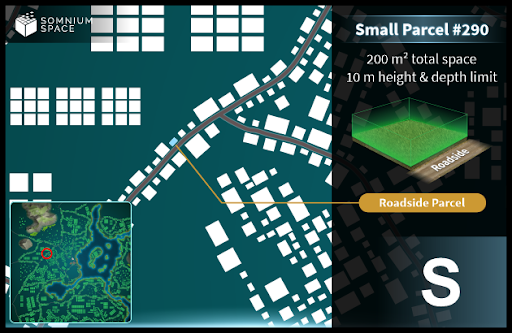 SOMNIUM
SPACE
Small Parcel #290
200 m² total space
10 m height & depth limit
Roadside
Roadside Parcel
S